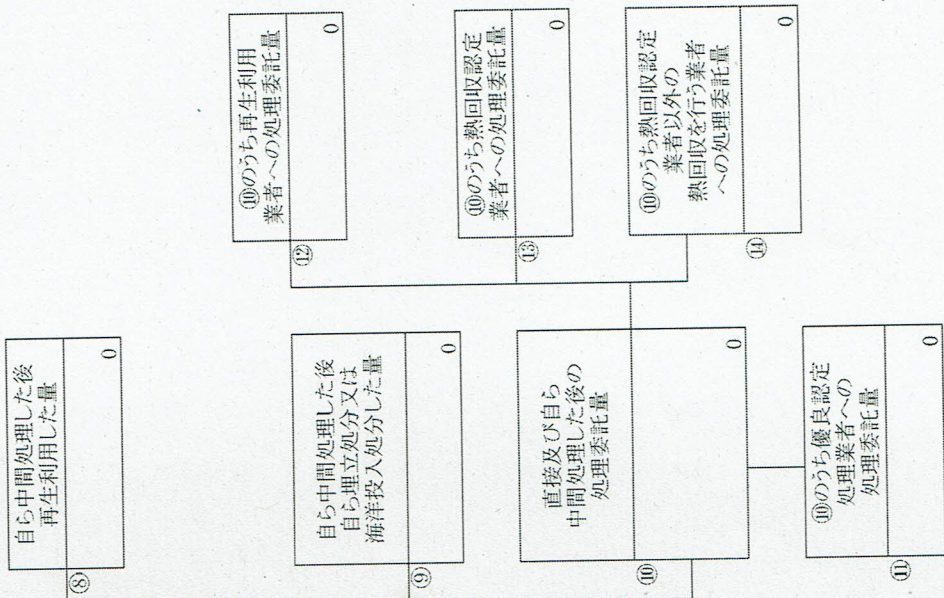 自ら中間処理した後
再生利用した量
0
⑧
自ら中間処理した後
自ら埋立処分又は
海洋投入処分した量
0
⑨
直接及び自ら
中間処理した後の
処理委託量
0
⑩
⑩のうち優良認定
処理業者への
処理委託量
0
⑪
⑩のうち再生利用
業者への処理委託量
0
⑫
⑩のうち熱回収認定
業者への処理委託量
0
⑬
⑩のうち熱回収認定
業者以外の
熱回収を行う業者
への処理委託量
0
⑭